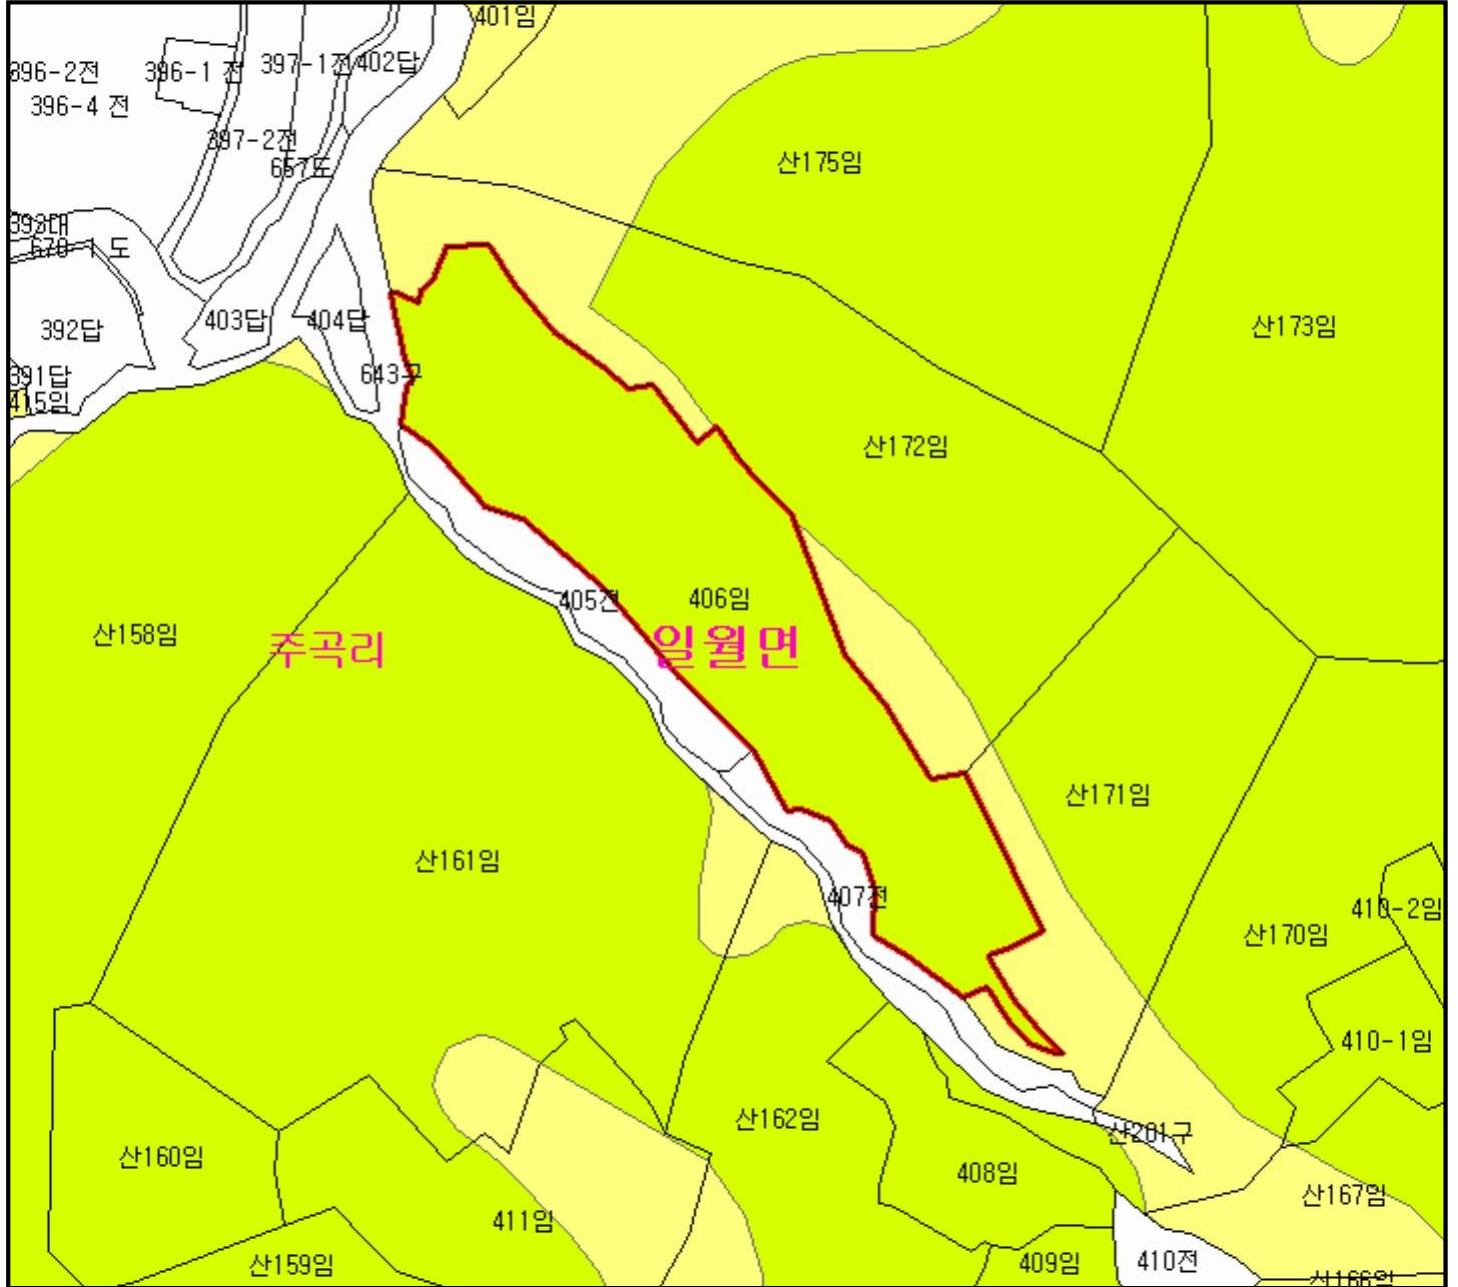 401임
396-2전
396-1 전
397-1전
402답
396-4 전
397-2전
657도
산175임
393대
670-1도
392답
403답
404답
산173임
391답
643구
415임
산172임
405전
406임
산158임
주곡리
일월면
산171임
산161임
407전
410-2임
산170임
410-1임
산162임
산201구
산160임
408임
산167임
411임
산159임
409임
410전
산166임